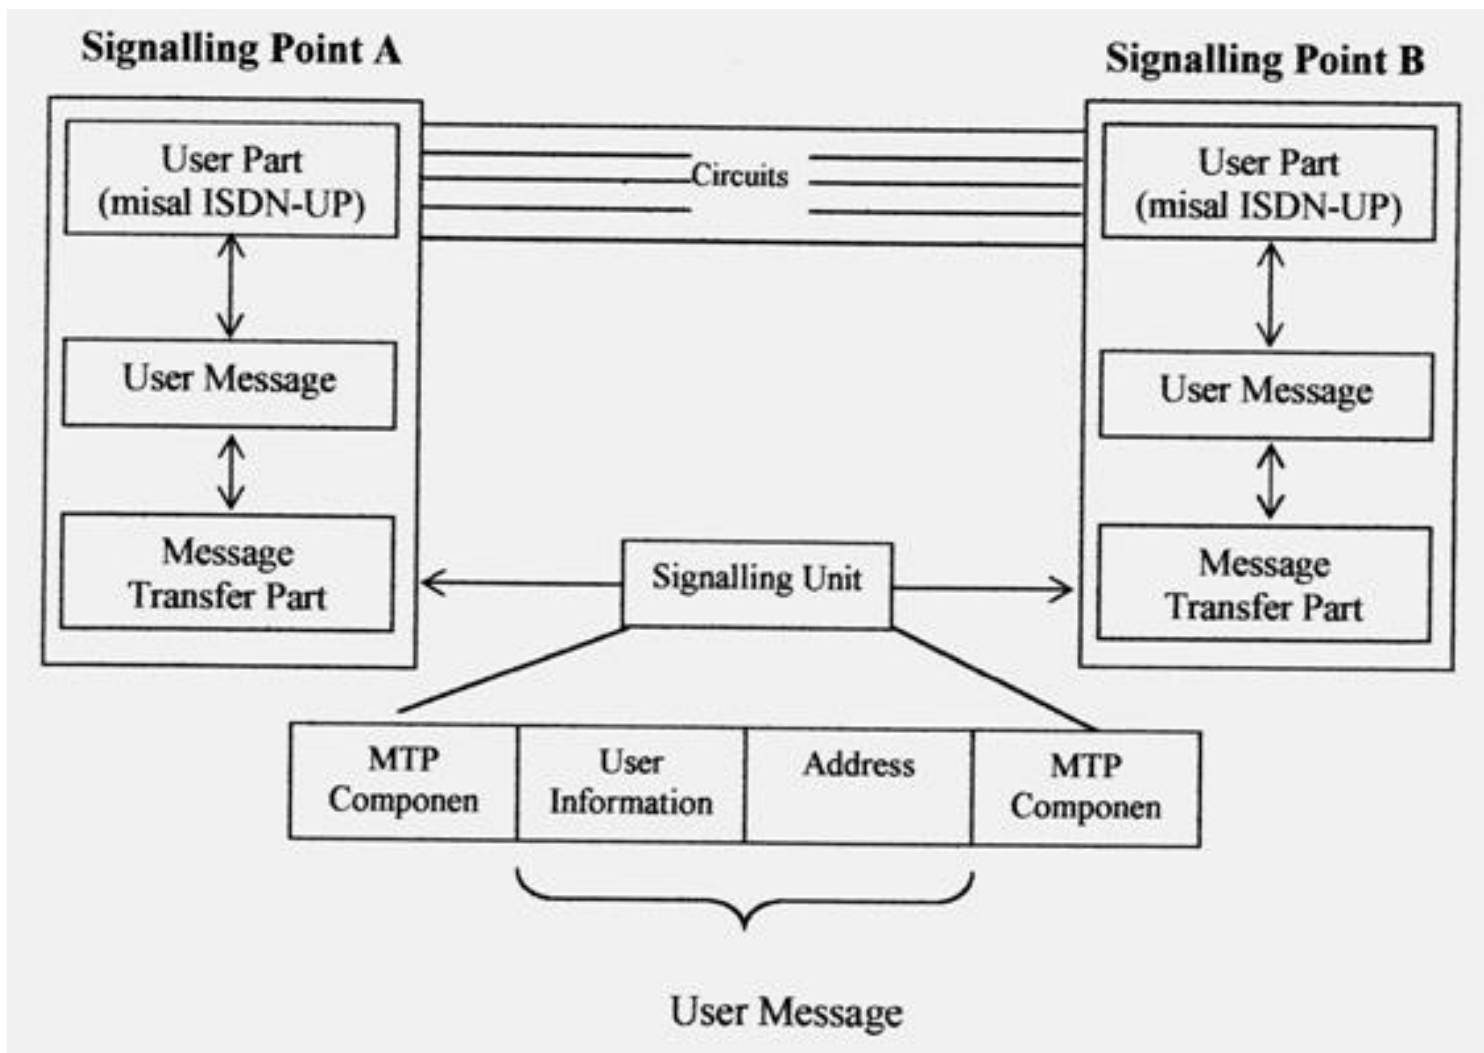 Signalling Point A
Signalling Point B
User Part
(misal ISDN-UP)
Circuits
User Part
(misal ISDN-UP)
User Message
User Message
Message
Transfer Part
Signalling Unit
Message
Transfer Part
MTP
Componen
User
Information
Address
MTP
Componen
User Message